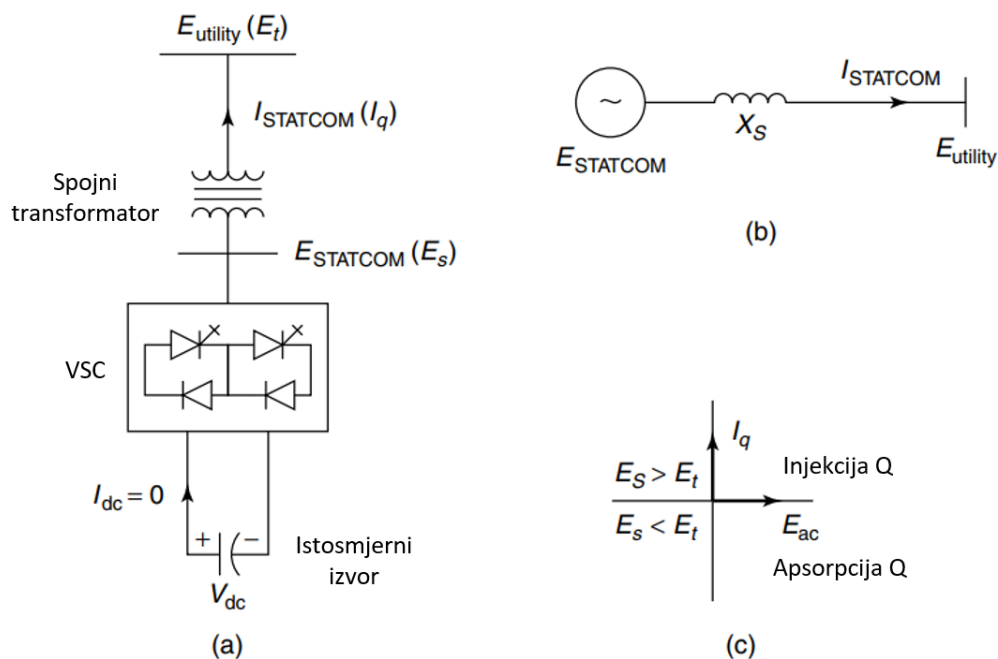 E_utility (E_t)
I_STATCOM (I_q)
Spojni
transformator
E_STATCOM (E_s)
VSC
I_dc = 0
+ −
Istosmjerni
izvor
V_dc
(a)
~
I_STATCOM
X_S
E_STATCOM
E_utility
(b)
I_q
E_S > E_t
Injekcija Q
E_s < E_t
E_ac
Apsorpcija Q
(c)